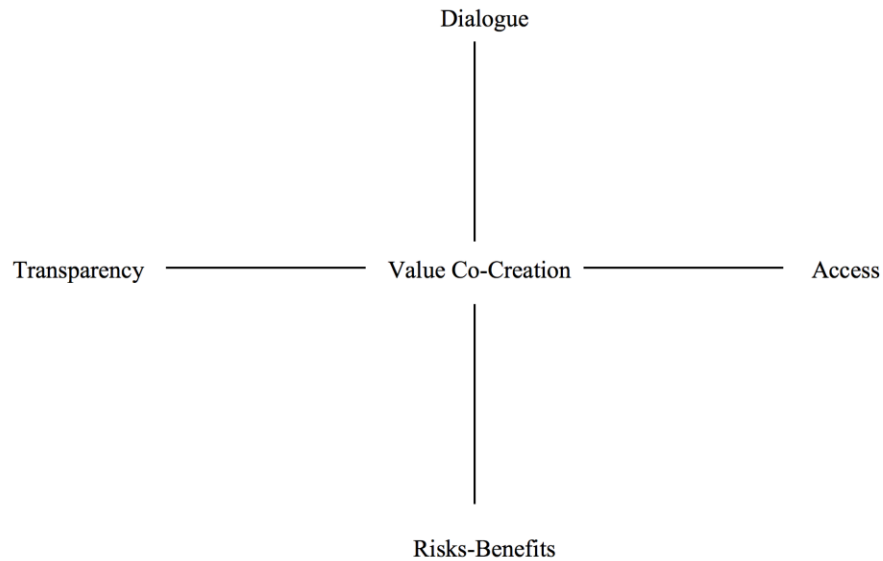 Dialogue
Transparency
Value Co-Creation
Access
Risks-Benefits